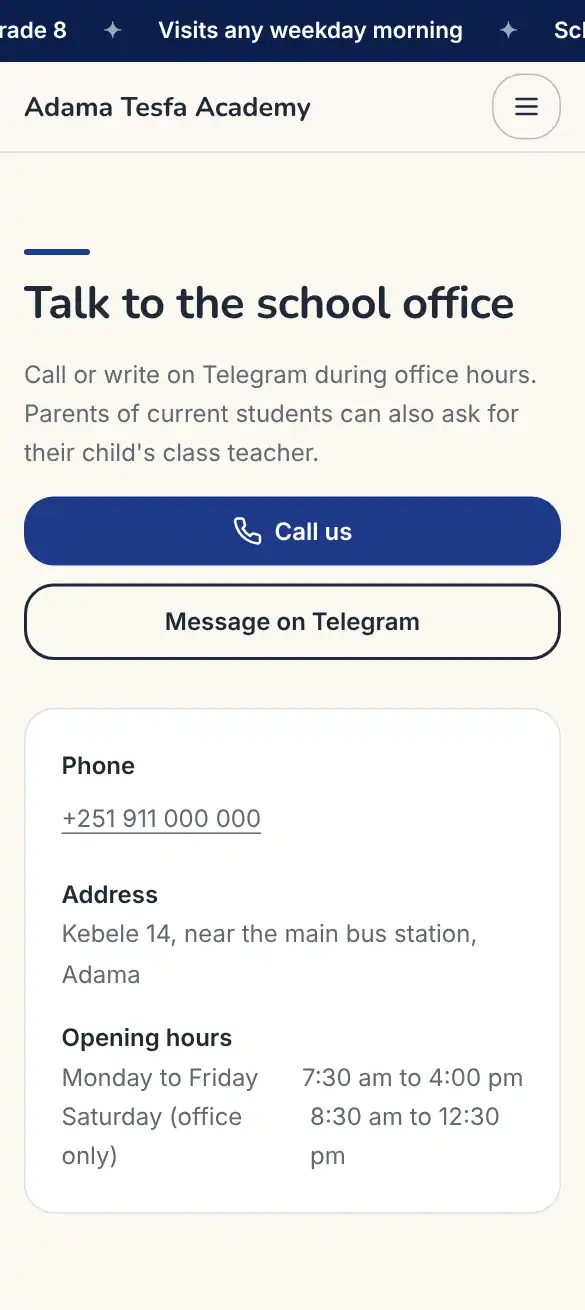 rade 8 ✦ Visits any weekday morning ✦ Sc
Adama Tesfa Academy
Talk to the school office
Call or write on Telegram during office hours.
Parents of current students can also ask for
their child's class teacher.
Call us
Message on Telegram
Phone
+251 911 000 000
Address
Kebele 14, near the main bus station,
Adama
Opening hours
Monday to Friday 7:30 am to 4:00 pm
Saturday (office 8:30 am to 12:30
only) pm